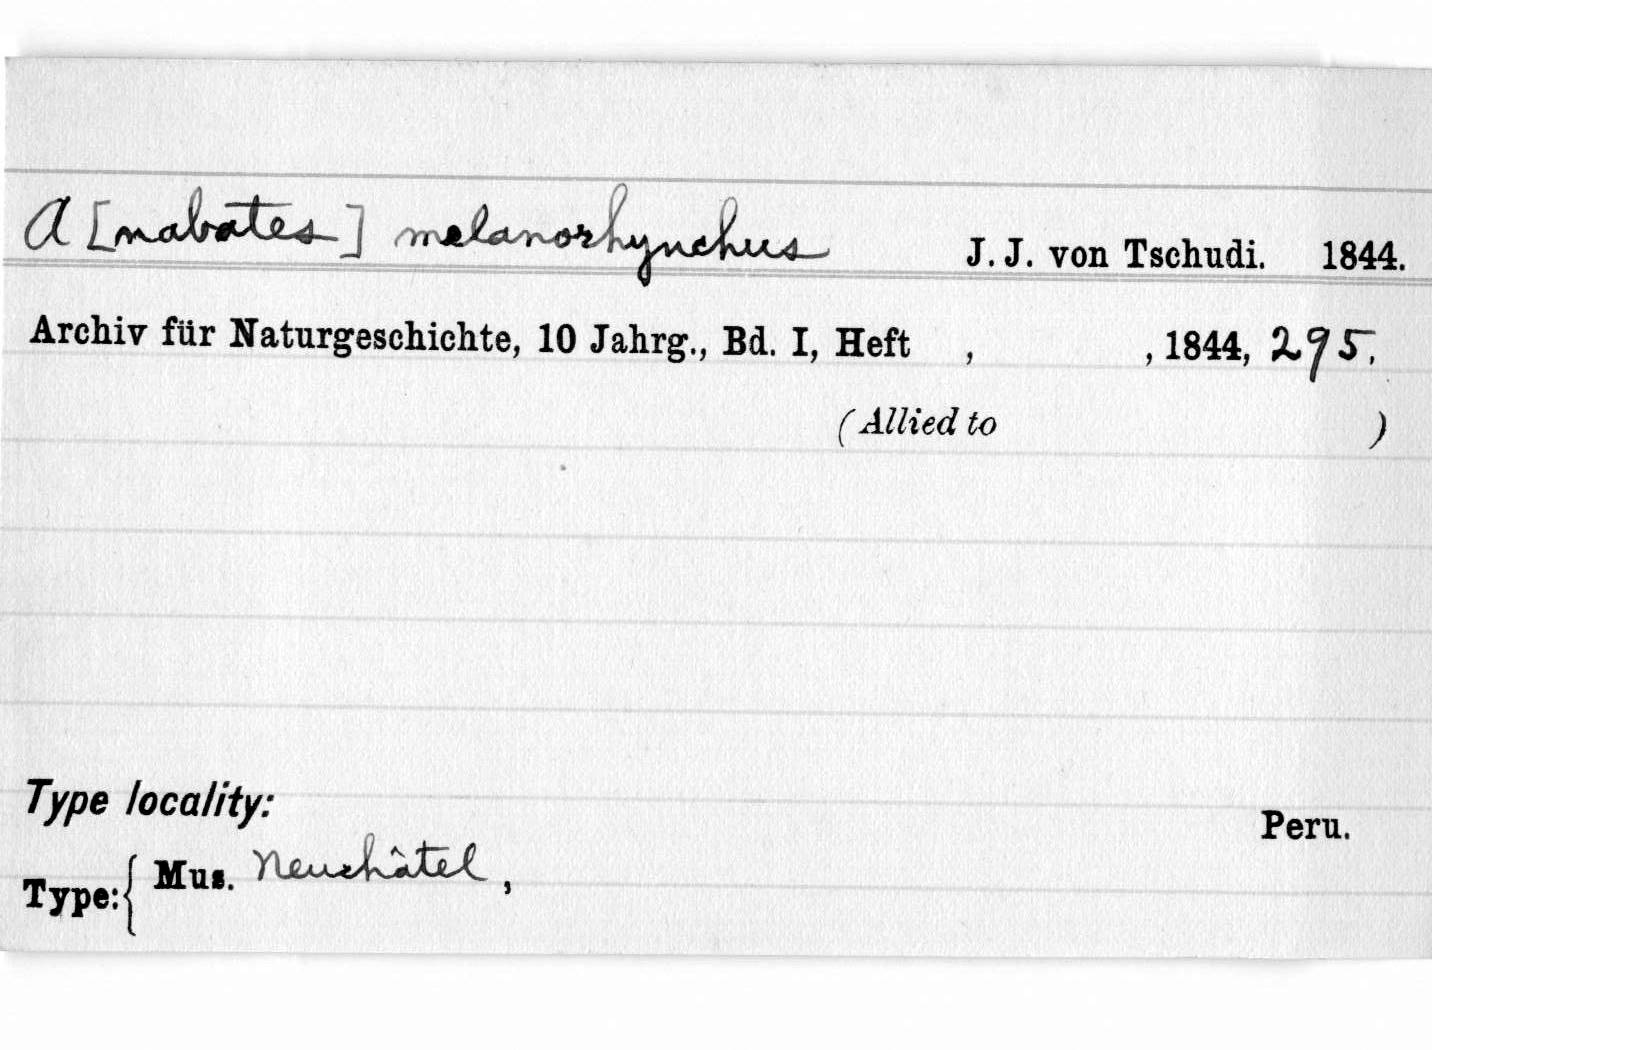 A[nabates] melanorhynchus J. J. von Tschudi. 1844.
Archiv für Naturgeschichte, 10 Jahrg., Bd. I, Heft , , 1844, 295.
(Allied to )
Type locality: Peru.
Type:{ Mus. Neuchâtel,